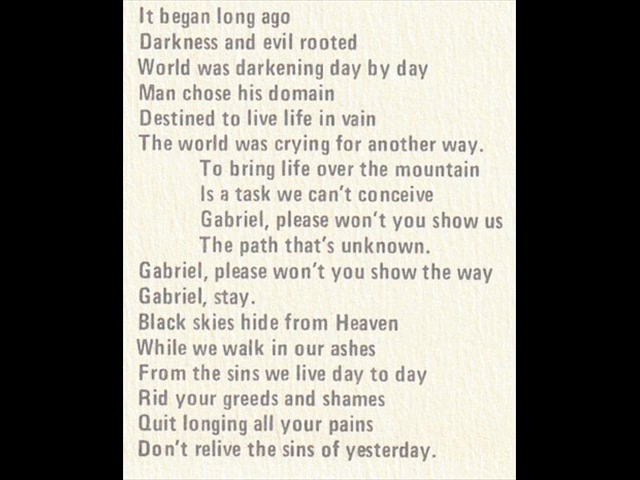 It began long ago
Darkness and evil rooted
World was darkening day by day
Man chose his domain
Destined to live life in vain
The world was crying for another way.
To bring life over the mountain
Is a task we can't conceive
Gabriel, please won't you show us
The path that's unknown.
Gabriel, please won't you show the way
Gabriel, stay.
Black skies hide from Heaven
While we walk in our ashes
From the sins we live day to day
Rid your greeds and shames
Quit longing all your pains
Don't relive the sins of yesterday.